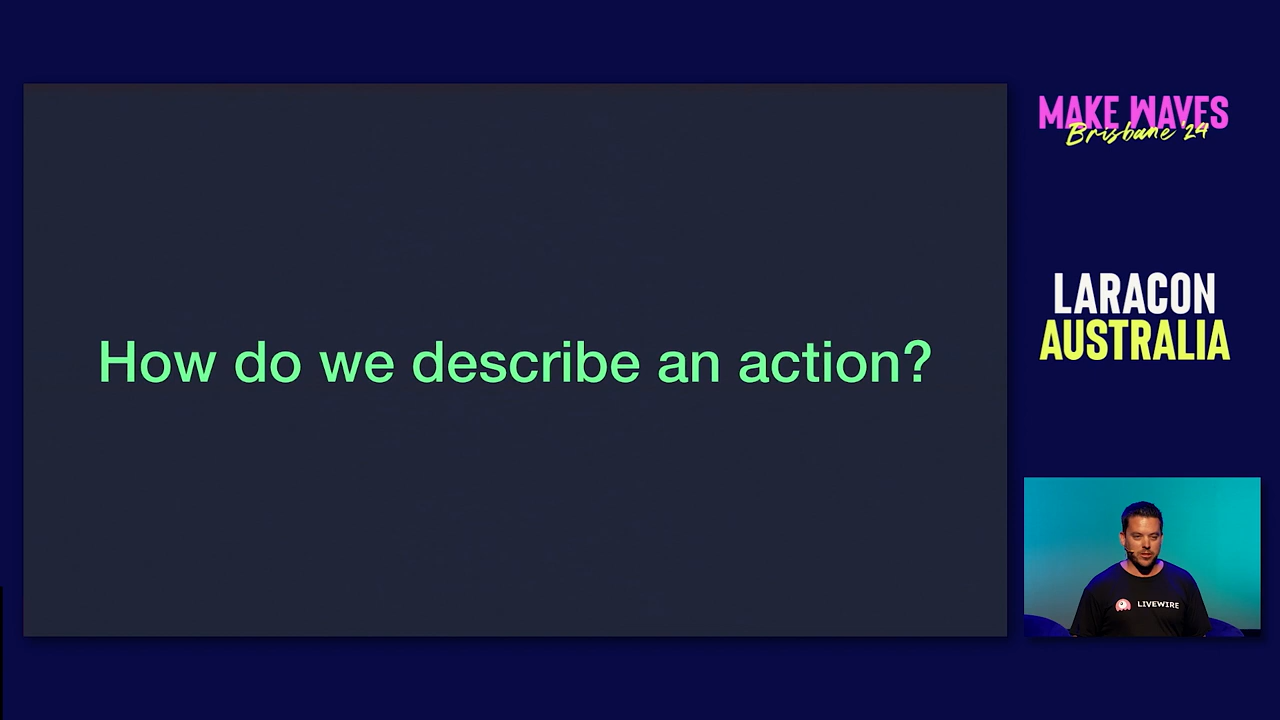 How do we describe an action?
MAKE WAVES
Brisbane '24
LARACON
AUSTRALIA
LIVEWIRE